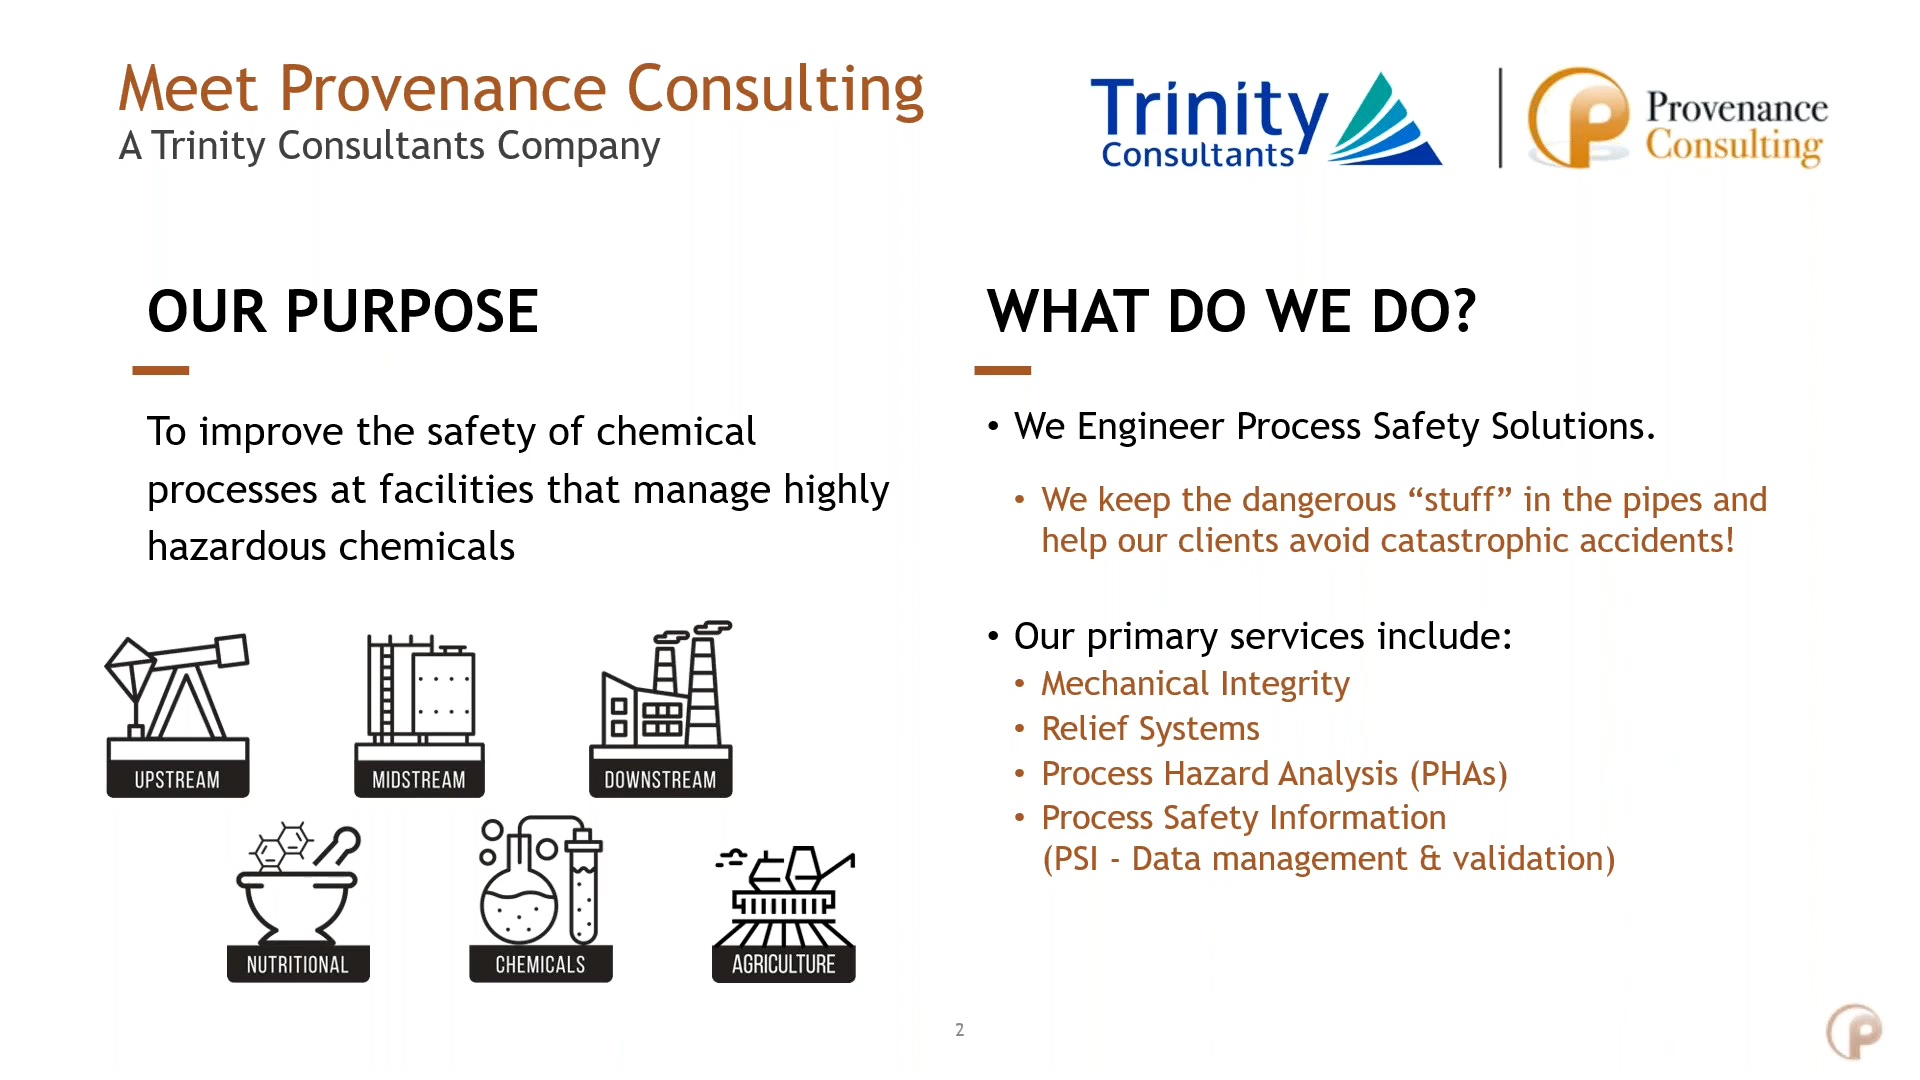 Meet Provenance Consulting
A Trinity Consultants Company
Trinity
Consultants
Provenance
Consulting
OUR PURPOSE
To improve the safety of chemical
processes at facilities that manage highly
hazardous chemicals
UPSTREAM
MIDSTREAM
DOWNSTREAM
NUTRITIONAL
CHEMICALS
AGRICULTURE
WHAT DO WE DO?
• We Engineer Process Safety Solutions.
• We keep the dangerous “stuff” in the pipes and
help our clients avoid catastrophic accidents!
• Our primary services include:
• Mechanical Integrity
• Relief Systems
• Process Hazard Analysis (PHAs)
• Process Safety Information
(PSI - Data management & validation)
2